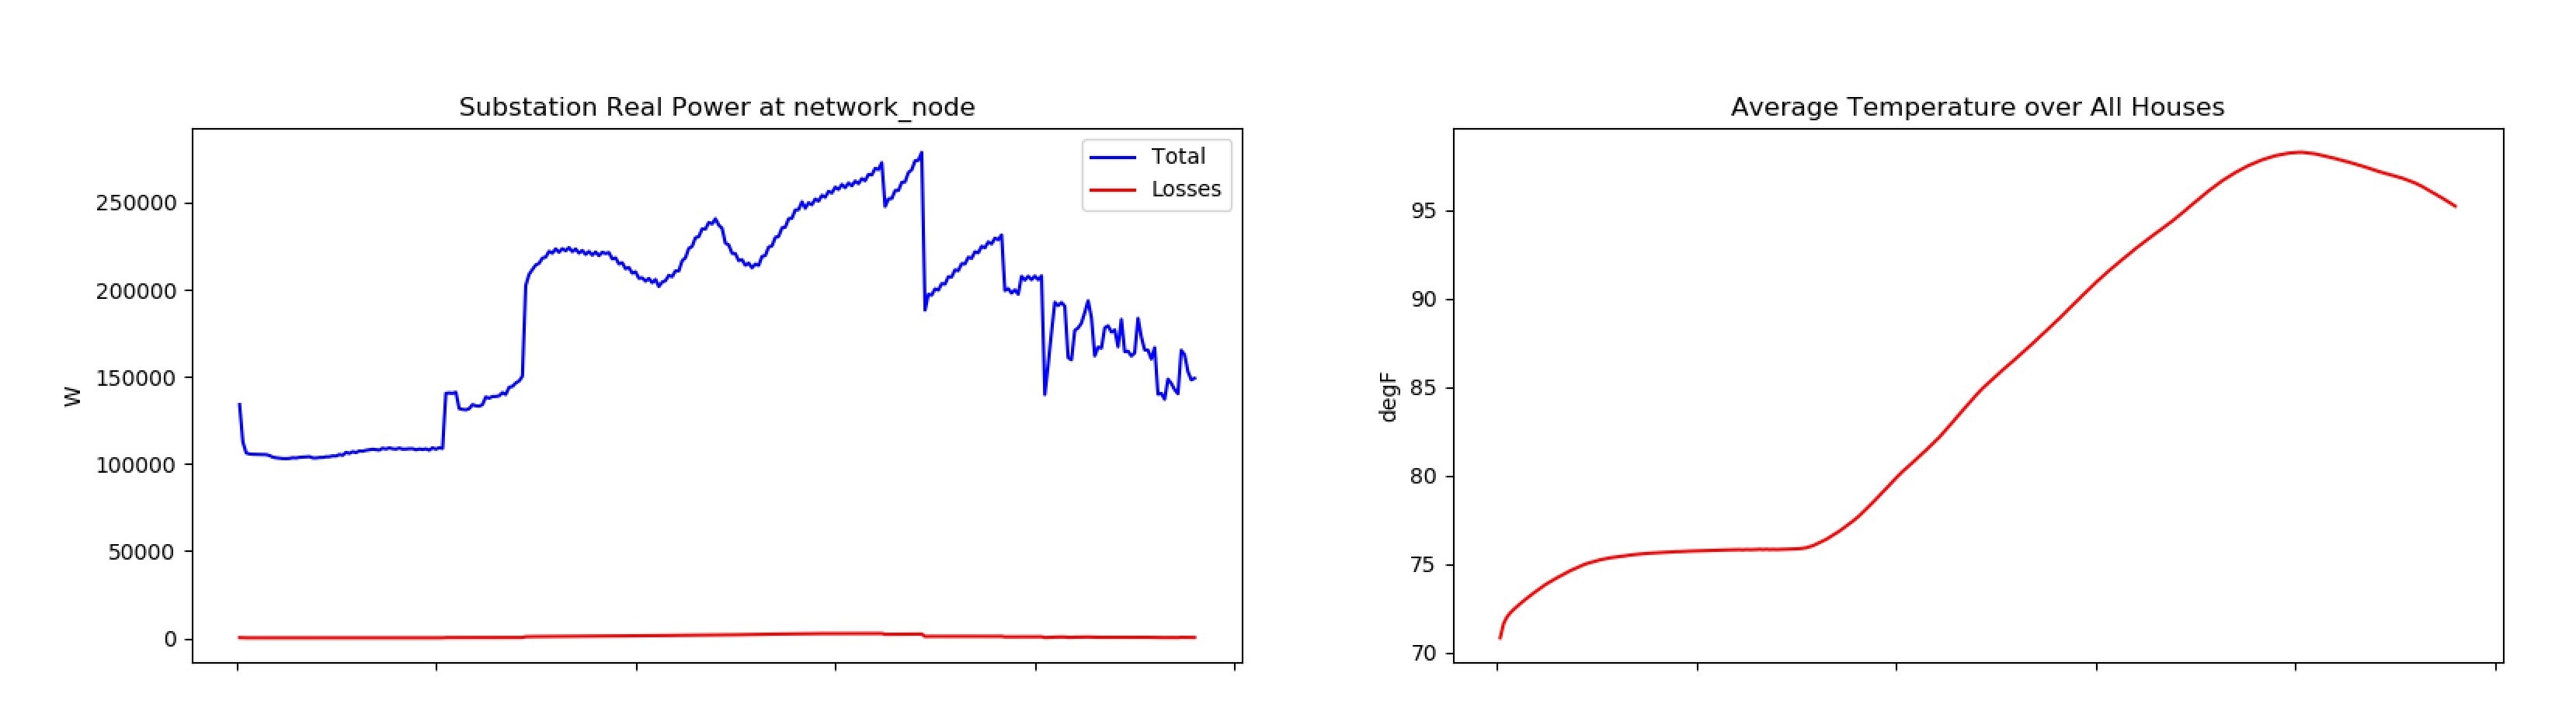 Substation Real Power at network_node
Total
Losses
250000
200000
150000
100000
50000
0
W
Average Temperature over All Houses
95
90
85
80
75
70
degF